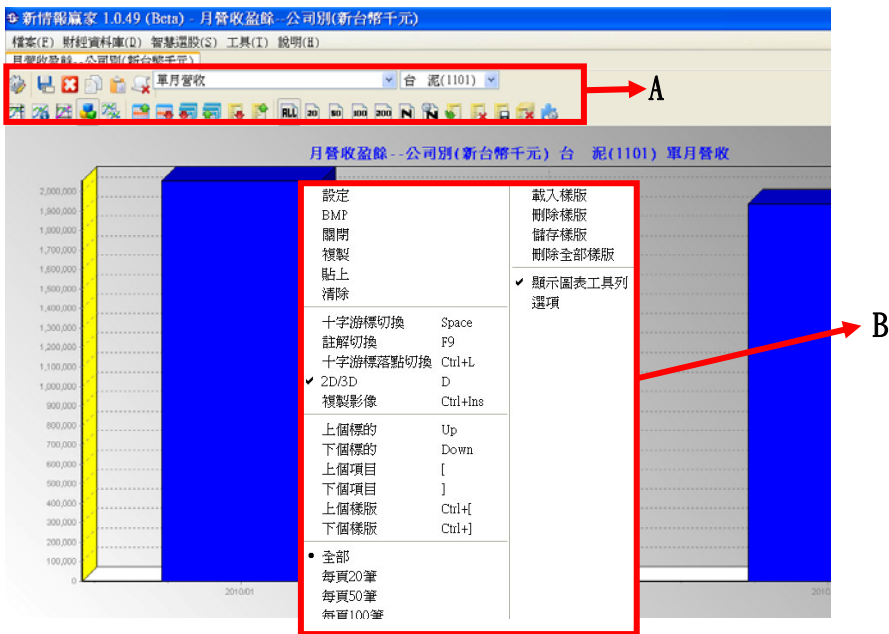 新情報贏家 1.0.49 (Beta) - 月營收盈餘--公司別(新台幣千元)
檔案(F) 財經資料庫(D) 智慧選股(S) 工具(T) 說明(H)
月營收盈餘--公司別(新台幣千元)
單月營收 台 泥(1101)
A
ALL 20 50 100 200 N N
月營收盈餘--公司別(新台幣千元) 台 泥(1101) 單月營收
2,000,000
1,900,000
1,800,000
1,700,000
1,600,000
1,500,000
1,400,000
1,300,000
1,200,000
1,100,000
1,000,000
900,000
800,000
700,000
600,000
500,000
400,000
300,000
200,000
100,000
0
2010/01
2010
設定
BMP
關閉
複製
貼上
清除
十字游標切換 Space
註解切換 F9
十字游標落點切換 Ctrl+L
2D/3D D
複製影像 Ctrl+Ins
上個標的 Up
下個標的 Down
上個項目 [
下個項目 ]
上個樣版 Ctrl+[
下個樣版 Ctrl+]
全部
每頁20筆
每頁50筆
每頁100筆
載入樣版
刪除樣版
儲存樣版
刪除全部樣版
顯示圖表工具列
選項
B